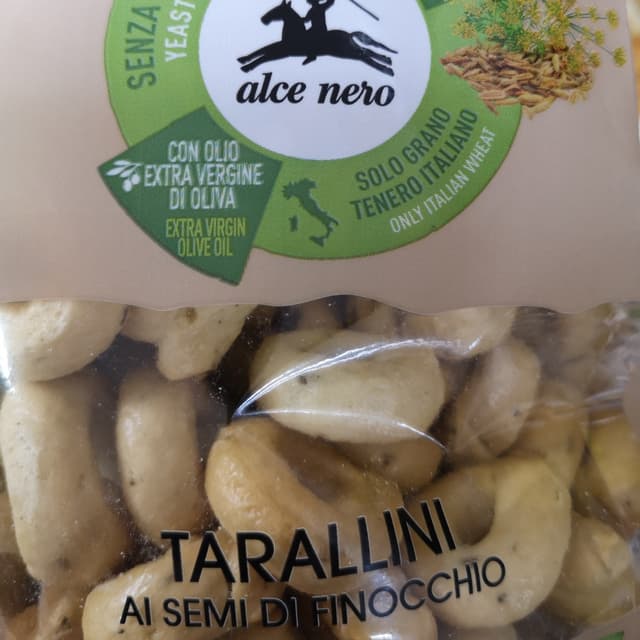 SENZA
YEAST
alce nero
CON OLIO
EXTRA VERGINE
DI OLIVA
EXTRA VIRGIN
OLIVE OIL
SOLO GRANO
TENERO ITALIANO
ONLY ITALIAN WHEAT
TARALLINI
AI SEMI DI FINOCCHIO